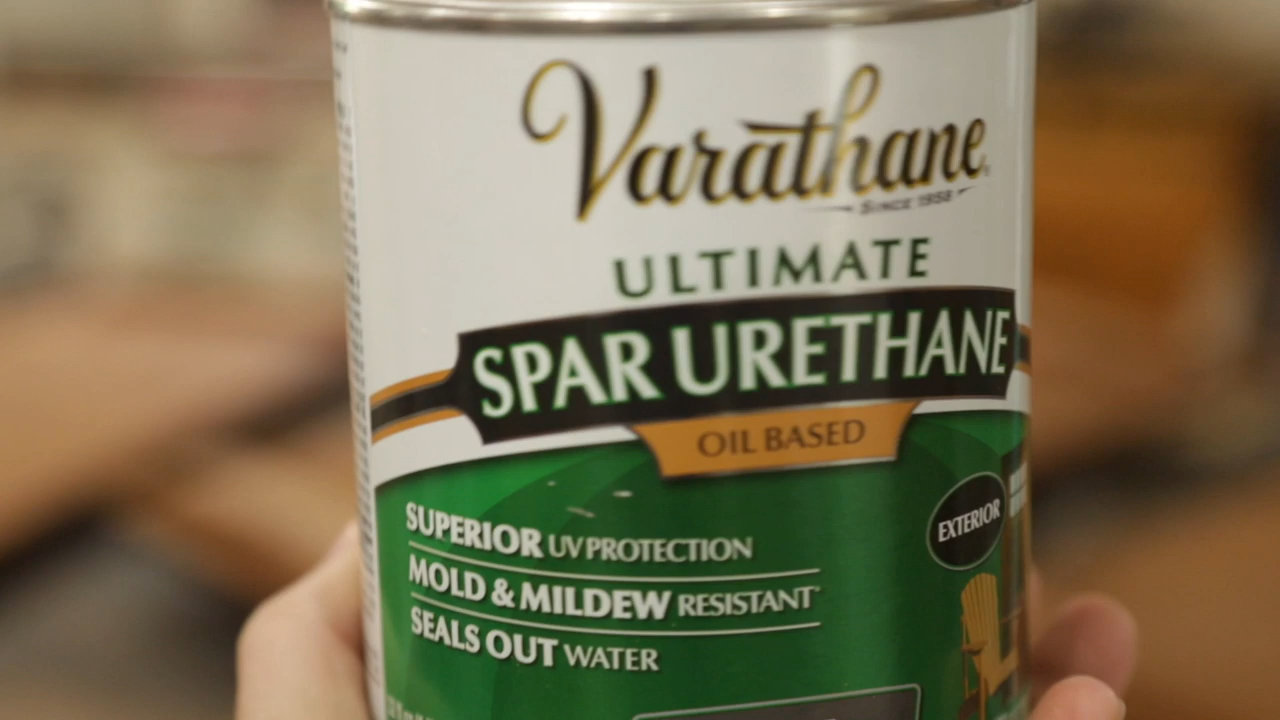 Varathane
SINCE 1958
ULTIMATE
SPAR URETHANE
OIL BASED
EXTERIOR
SUPERIOR UV PROTECTION
MOLD & MILDEW RESISTANT
SEALS OUT WATER